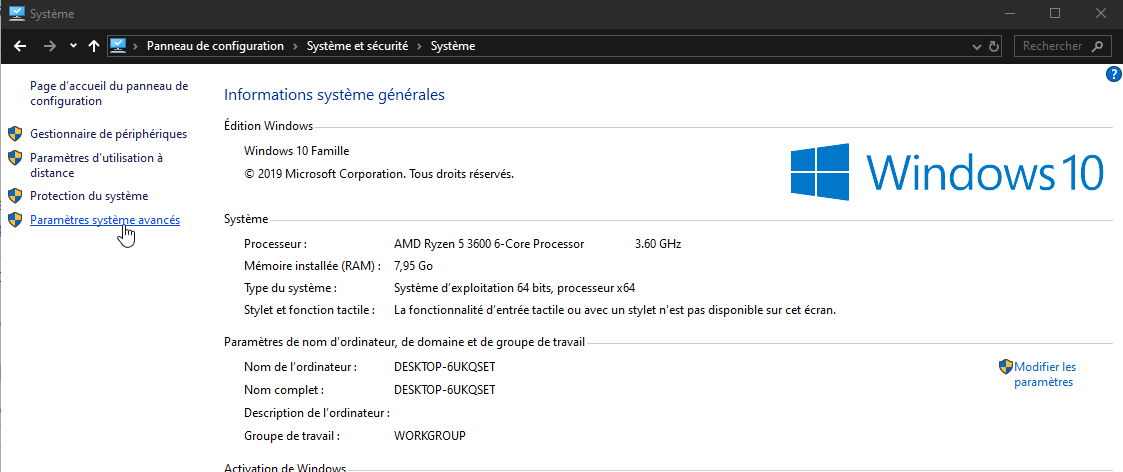 Système
Panneau de configuration > Système et sécurité > Système
Rechercher
Page d'accueil du panneau de
configuration
Gestionnaire de périphériques
Paramètres d'utilisation à
distance
Protection du système
Paramètres système avancés
?
Informations système générales
Édition Windows
Windows 10 Famille
© 2019 Microsoft Corporation. Tous droits réservés.
Windows 10
Système
Processeur : AMD Ryzen 5 3600 6-Core Processor 3.60 GHz
Mémoire installée (RAM) : 7,95 Go
Type du système : Système d'exploitation 64 bits, processeur x64
Stylet et fonction tactile : La fonctionnalité d'entrée tactile ou avec un stylet n'est pas disponible sur cet écran.
Paramètres de nom d'ordinateur, de domaine et de groupe de travail
Nom de l'ordinateur : DESKTOP-6UKQSET
Modifier les
paramètres
Nom complet : DESKTOP-6UKQSET
Description de l'ordinateur :
Groupe de travail : WORKGROUP
Activation de Windows